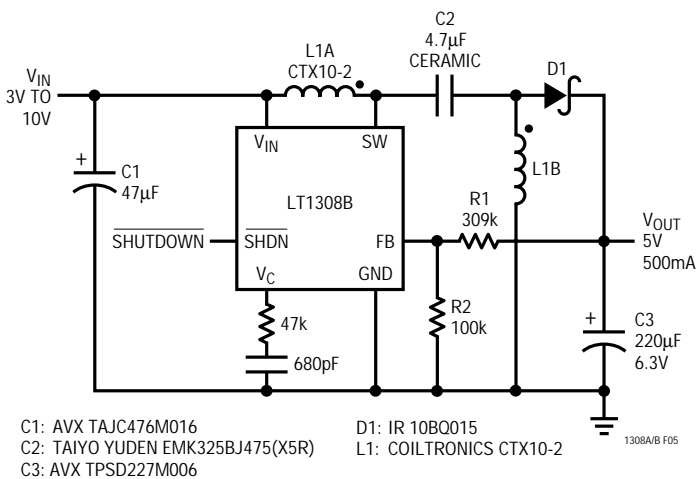 C2
4.7µF
CERAMIC
L1A
CTX10-2
D1
VIN
3V TO
10V
VIN
SW
L1B
+
C1
47µF
LT1308B
R1
309k
SHUTDOWN
SHDN
FB
VOUT
5V
500mA
VC
GND
R2
100k
47k
680pF
+
C3
220µF
6.3V
C1: AVX TAJC476M016
C2: TAIYO YUDEN EMK325BJ475(X5R)
C3: AVX TPSD227M006
D1: IR 10BQ015
L1: COILTRONICS CTX10-2
1308A/B F05